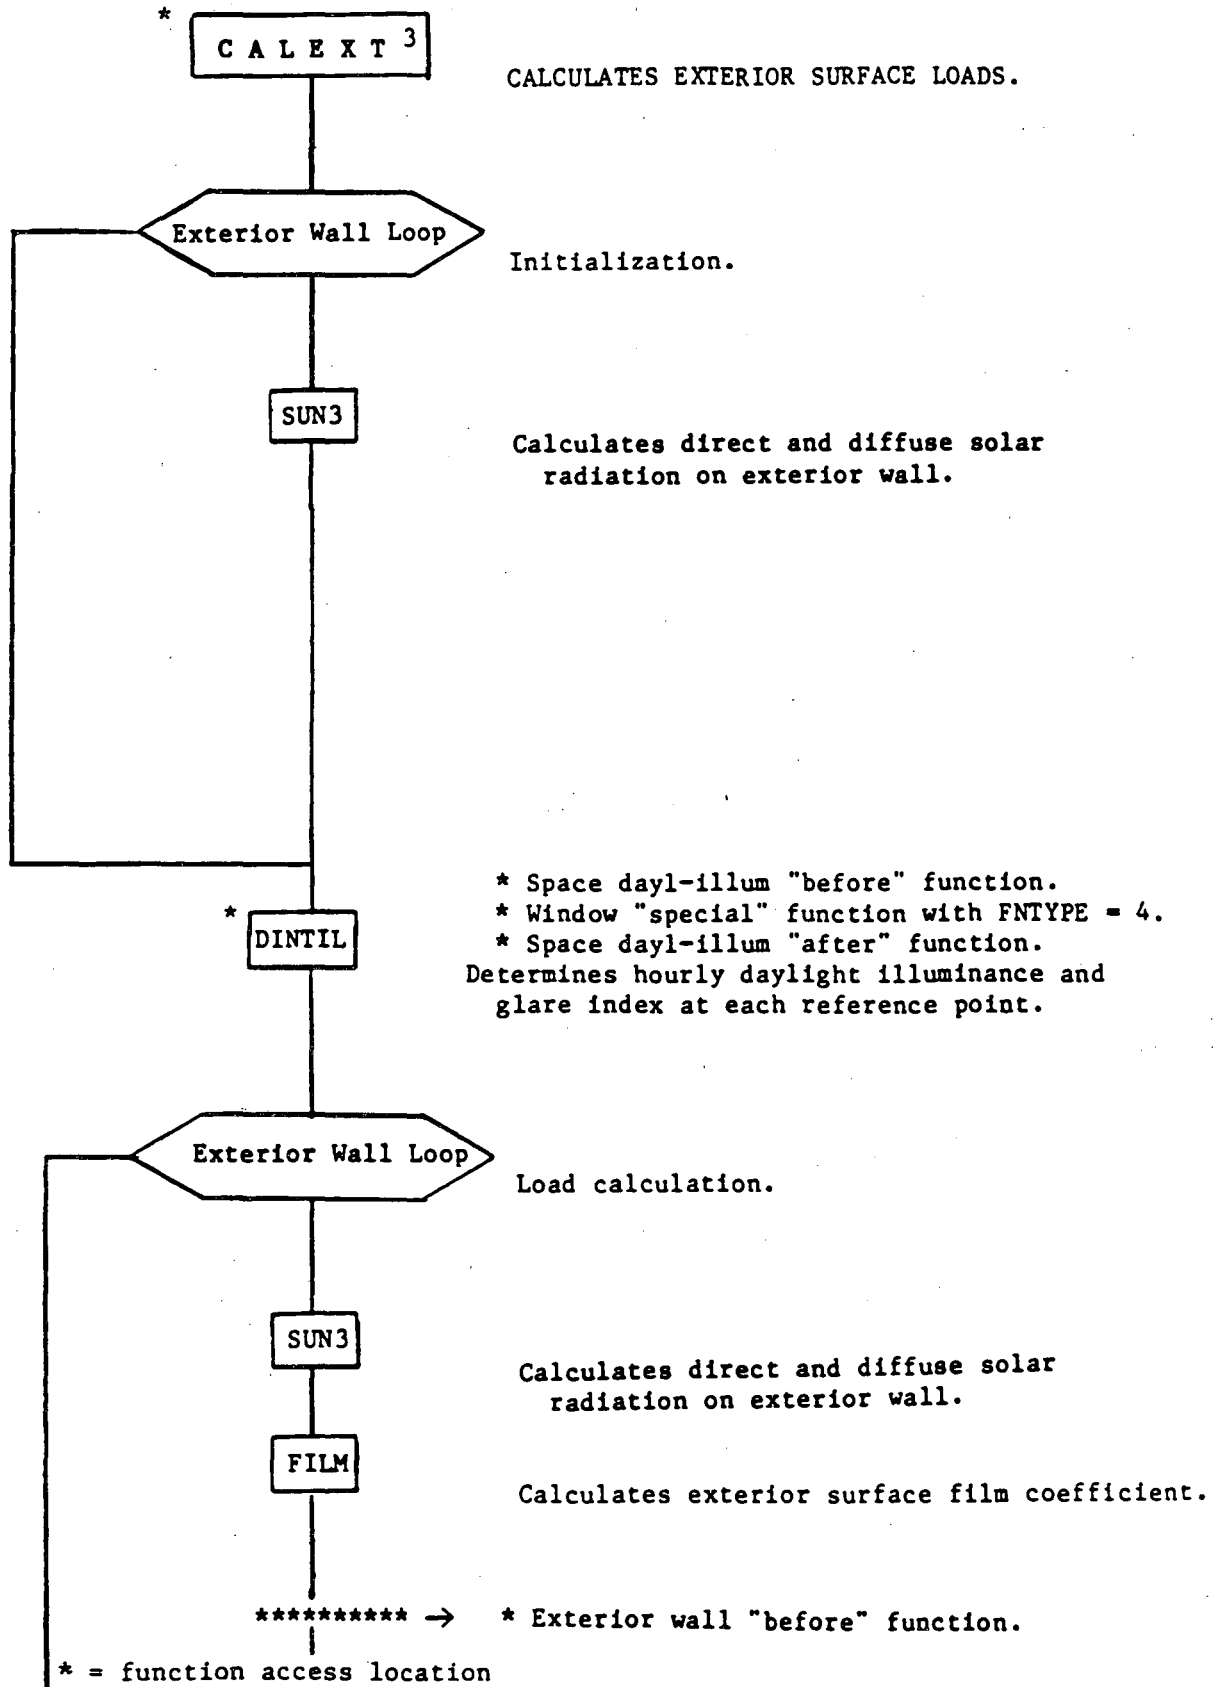 *
C A L E X T 3
CALCULATES EXTERIOR SURFACE LOADS.
Exterior Wall Loop
Initialization.
SUN3
Calculates direct and diffuse solar
radiation on exterior wall.
* Space dayl-illum "before" function.
* Window "special" function with FNTYPE = 4.
* Space dayl-illum "after" function.
*
DINTIL
Determines hourly daylight illuminance and
glare index at each reference point.
Exterior Wall Loop
Load calculation.
SUN3
Calculates direct and diffuse solar
radiation on exterior wall.
FILM
Calculates exterior surface film coefficient.
********** → * Exterior wall "before" function.
* = function access location